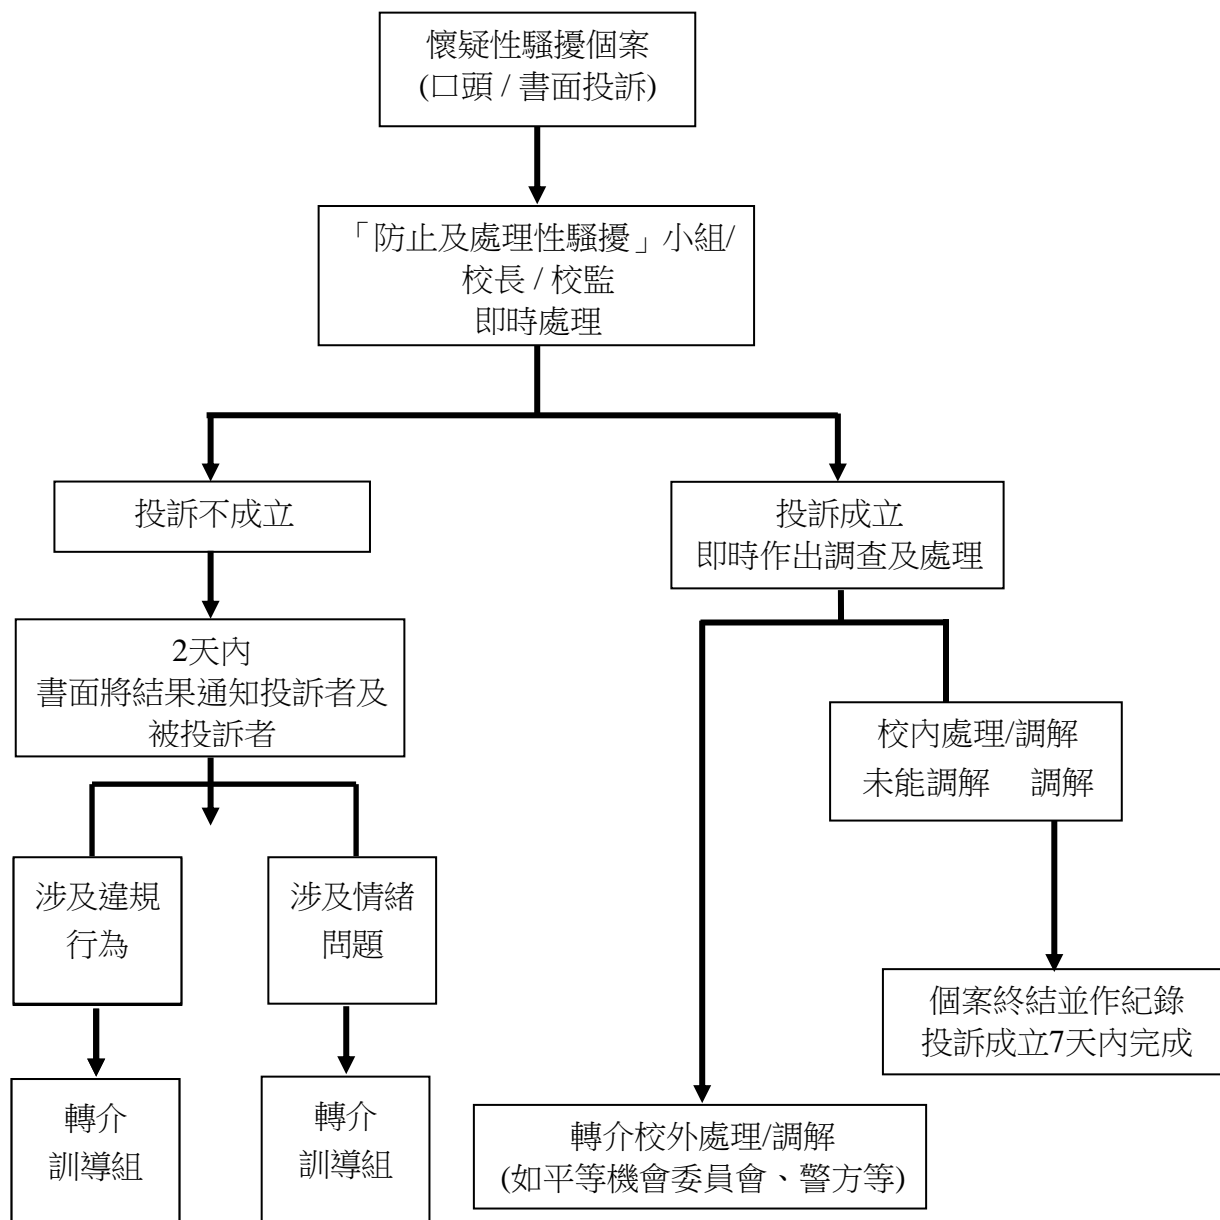 懷疑性騷擾個案
(口頭 / 書面投訴)
「防止及處理性騷擾」小組/
校長 / 校監
即時處理
投訴不成立
投訴成立
即時作出調查及處理
2天內
書面將結果通知投訴者及
被投訴者
校內處理/調解
未能調解 調解
涉及違規
行為
涉及情緒
問題
個案終結並作紀錄
投訴成立7天內完成
轉介
訓導組
轉介
訓導組
轉介校外處理/調解
(如平等機會委員會、警方等)